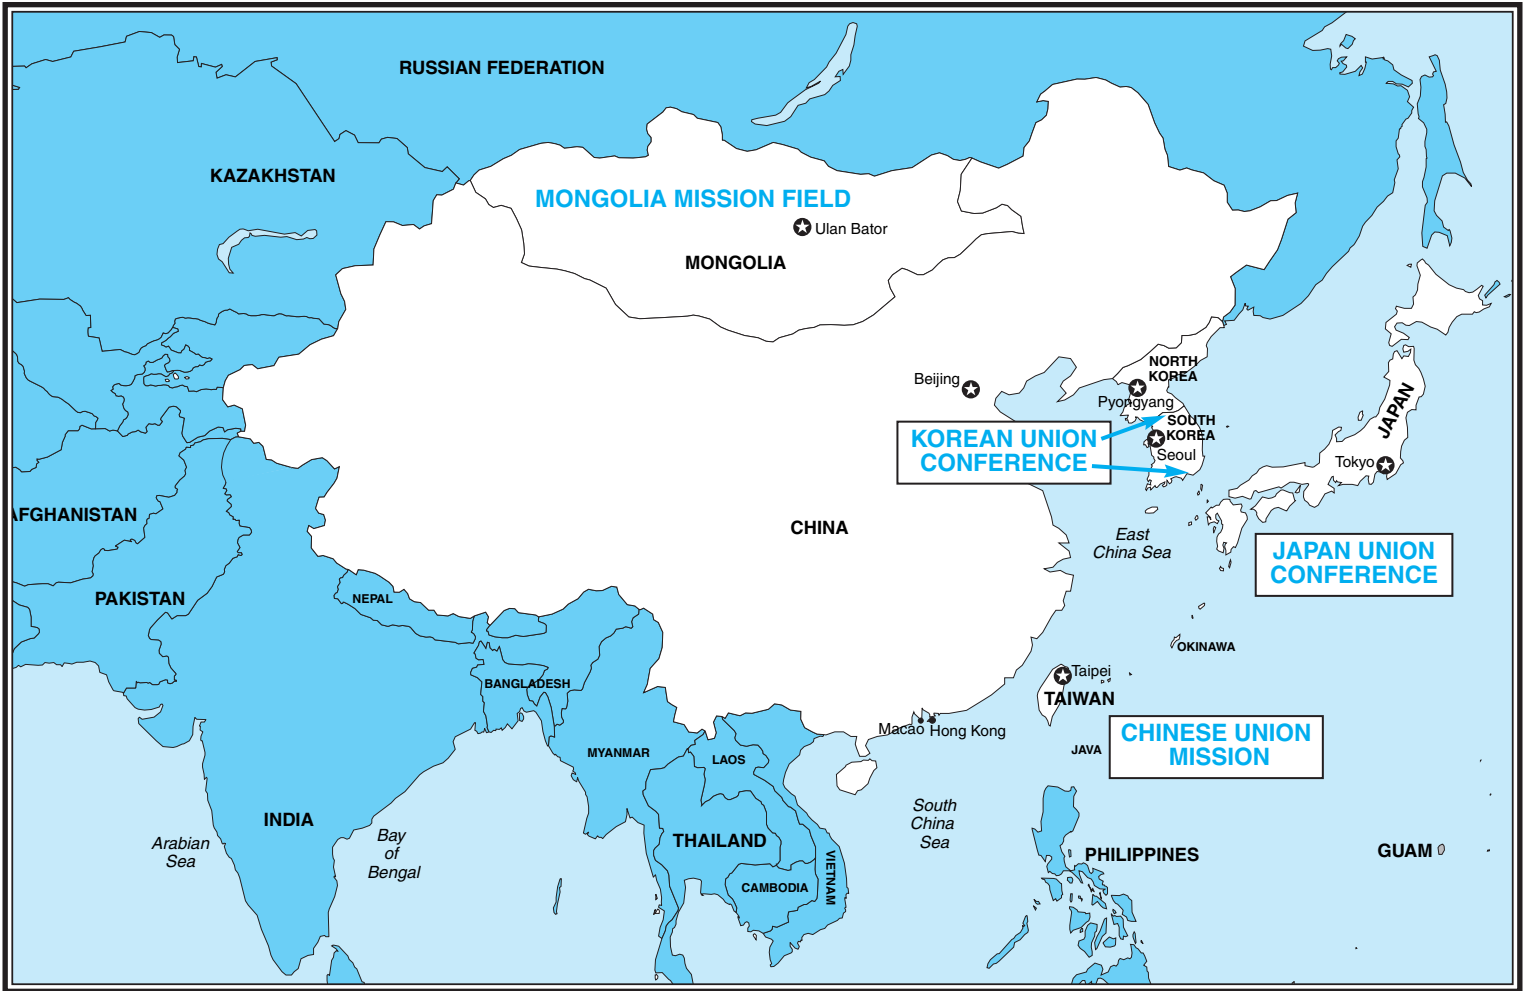 RUSSIAN FEDERATION
KAZAKHSTAN
MONGOLIA MISSION FIELD
Ulan Bator
MONGOLIA
Beijing
NORTH
KOREA
Pyongyang
SOUTH
KOREA
Seoul
KOREAN UNION
CONFERENCE
JAPAN
Tokyo
AFGHANISTAN
CHINA
East
China Sea
JAPAN UNION
CONFERENCE
PAKISTAN
NEPAL
OKINAWA
Taipei
TAIWAN
BANGLADESH
Macao
Hong Kong
CHINESE UNION
MISSION
JAVA
MYANMAR
LAOS
INDIA
South
China
Sea
Arabian
Sea
Bay
of
Bengal
THAILAND
VIETNAM
CAMBODIA
PHILIPPINES
GUAM